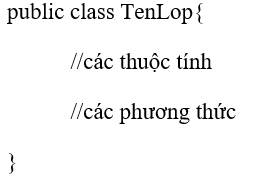 public class TenLop{
//các thuộc tính
//các phương thức
}